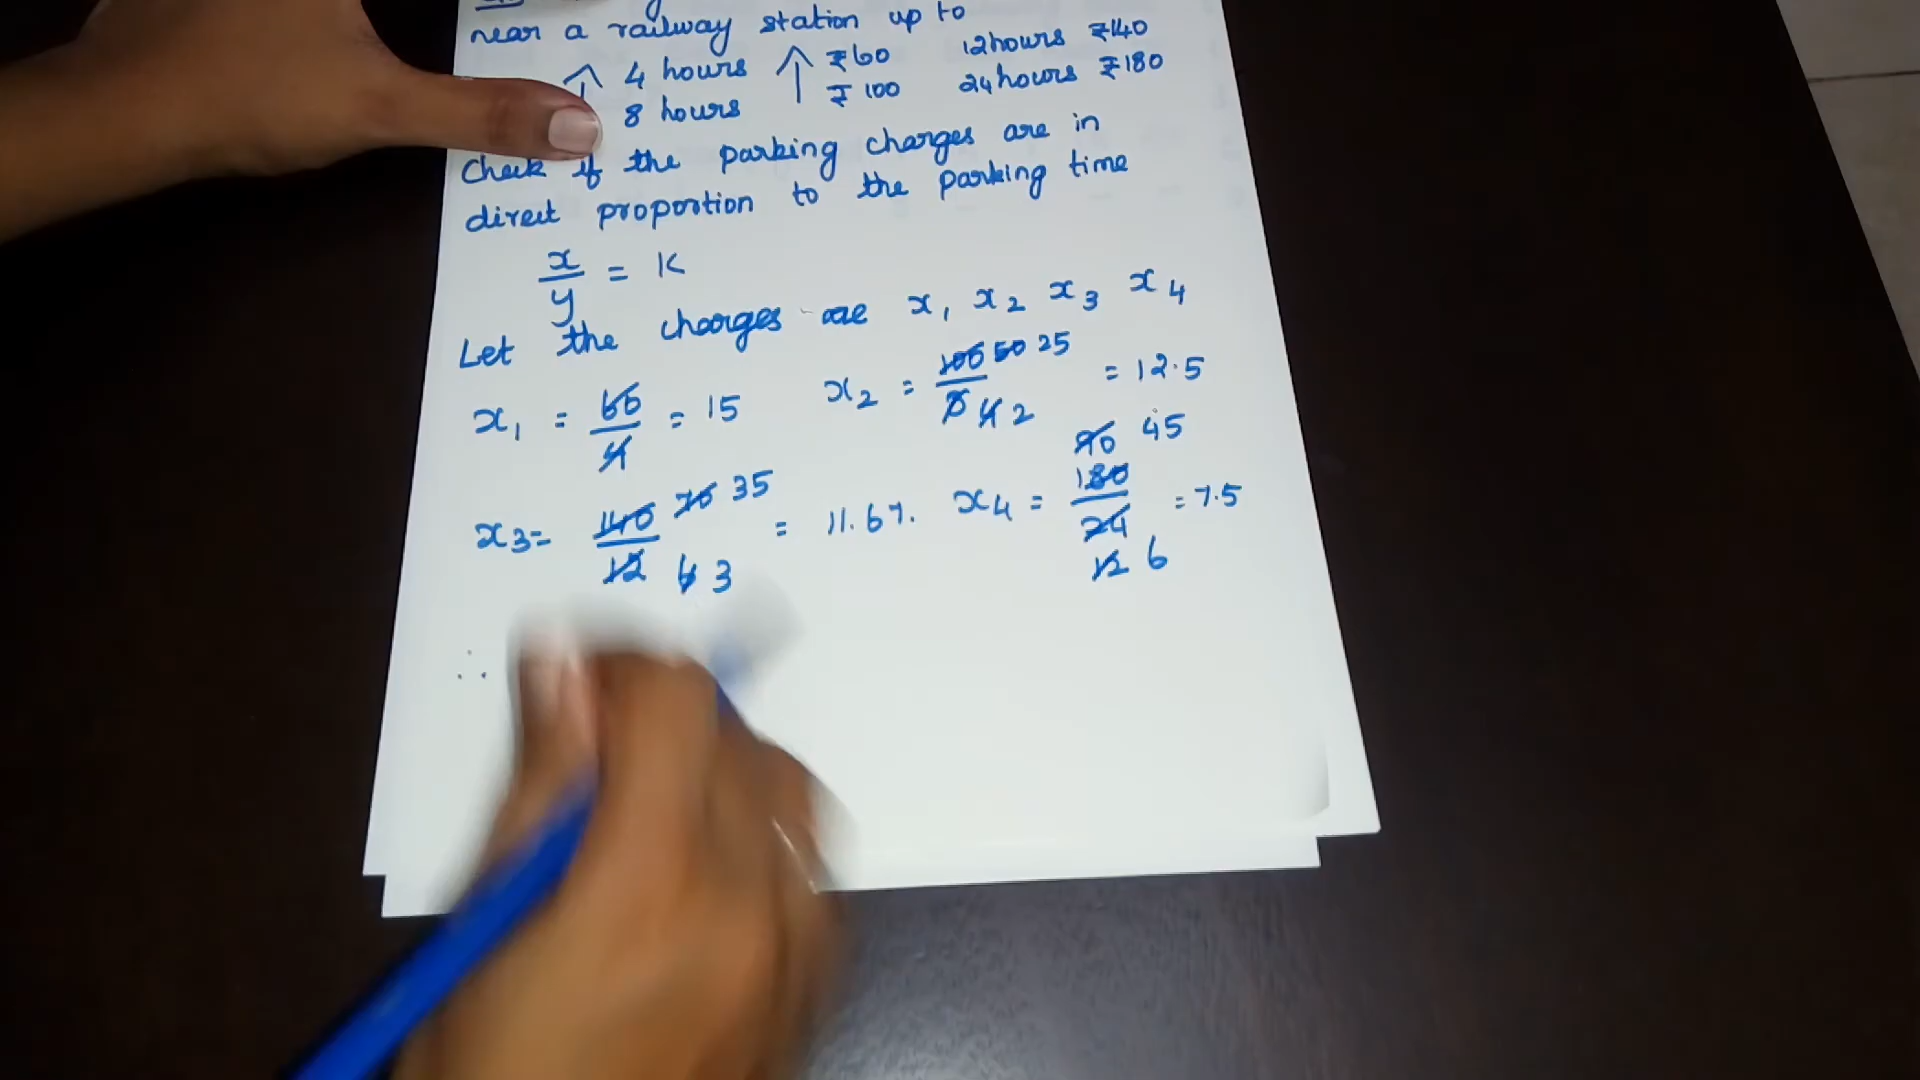 near a railway station up to
4 hours ₹60 12hours ₹140
8 hours ₹ 100 24hours ₹180
Check if the parking charges are in
direct proportion to the parking time
x/y = K
Let the charges are x1 x2 x3 x4
x1 = 60/4 = 15 x2 = 100 50 25 / 8 4 2 = 12.5
x3 = 140 70 35 / 12 6 3 = 11.67. x4 = 90 45 180 / 24 12 6 = 7.5
∴